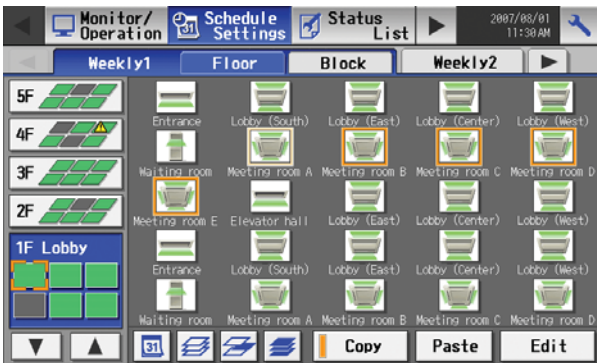 Monitor/
Operation
31
Schedule
Settings
Status
List
2007/08/01
11:30 AM
Weekly1
Floor
Block
Weekly2
5F
4F
3F
2F
1F Lobby
Entrance
Lobby (South)
Lobby (East)
Lobby (Center)
Lobby (West)
Waiting room
Meeting room A
Meeting room B
Meeting room C
Meeting room D
Meeting room E
Elevator hall
Lobby (East)
Lobby (Center)
Lobby (West)
Entrance
Lobby (South)
Lobby (East)
Lobby (Center)
Lobby (West)
Waiting room
Meeting room A
Meeting room B
Meeting room C
Meeting room D
31
Copy
Paste
Edit